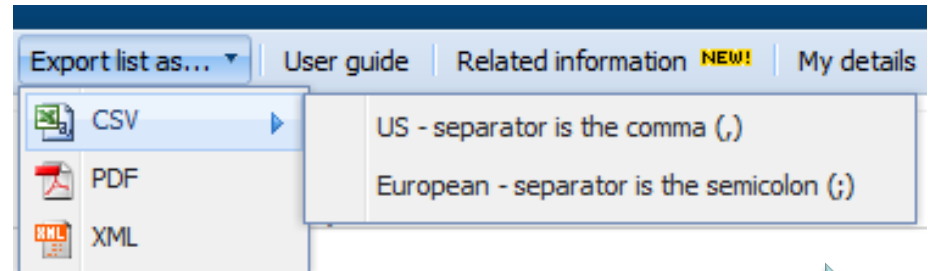 Export list as... User guide Related information NEW! My details
CSV
US - separator is the comma (,)
European - separator is the semicolon (;)
PDF
XML